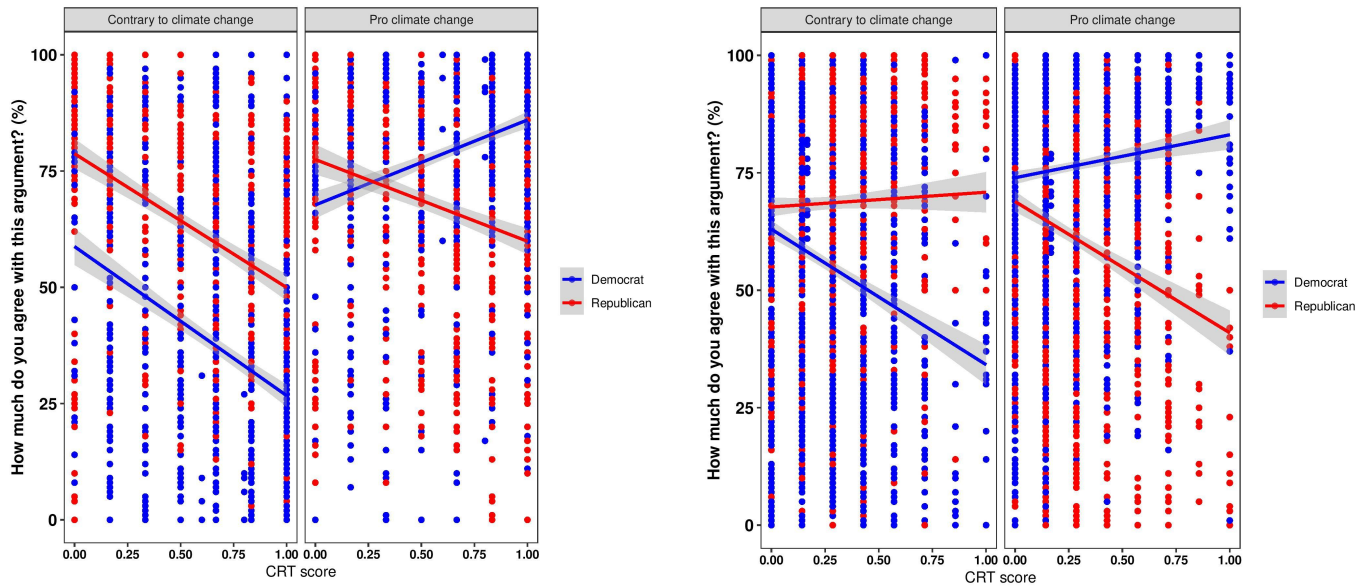 Contrary to climate change
Pro climate change
How much do you agree with this argument? (%)
100
75
50
25
0
0.00 0.25 0.50 0.75 1.00
0.00 0.25 0.50 0.75 1.00
CRT score
Democrat
Republican
Contrary to climate change
Pro climate change
How much do you agree with this argument? (%)
100
75
50
25
0
0.00 0.25 0.50 0.75 1.00
0.00 0.25 0.50 0.75 1.00
CRT score
Democrat
Republican